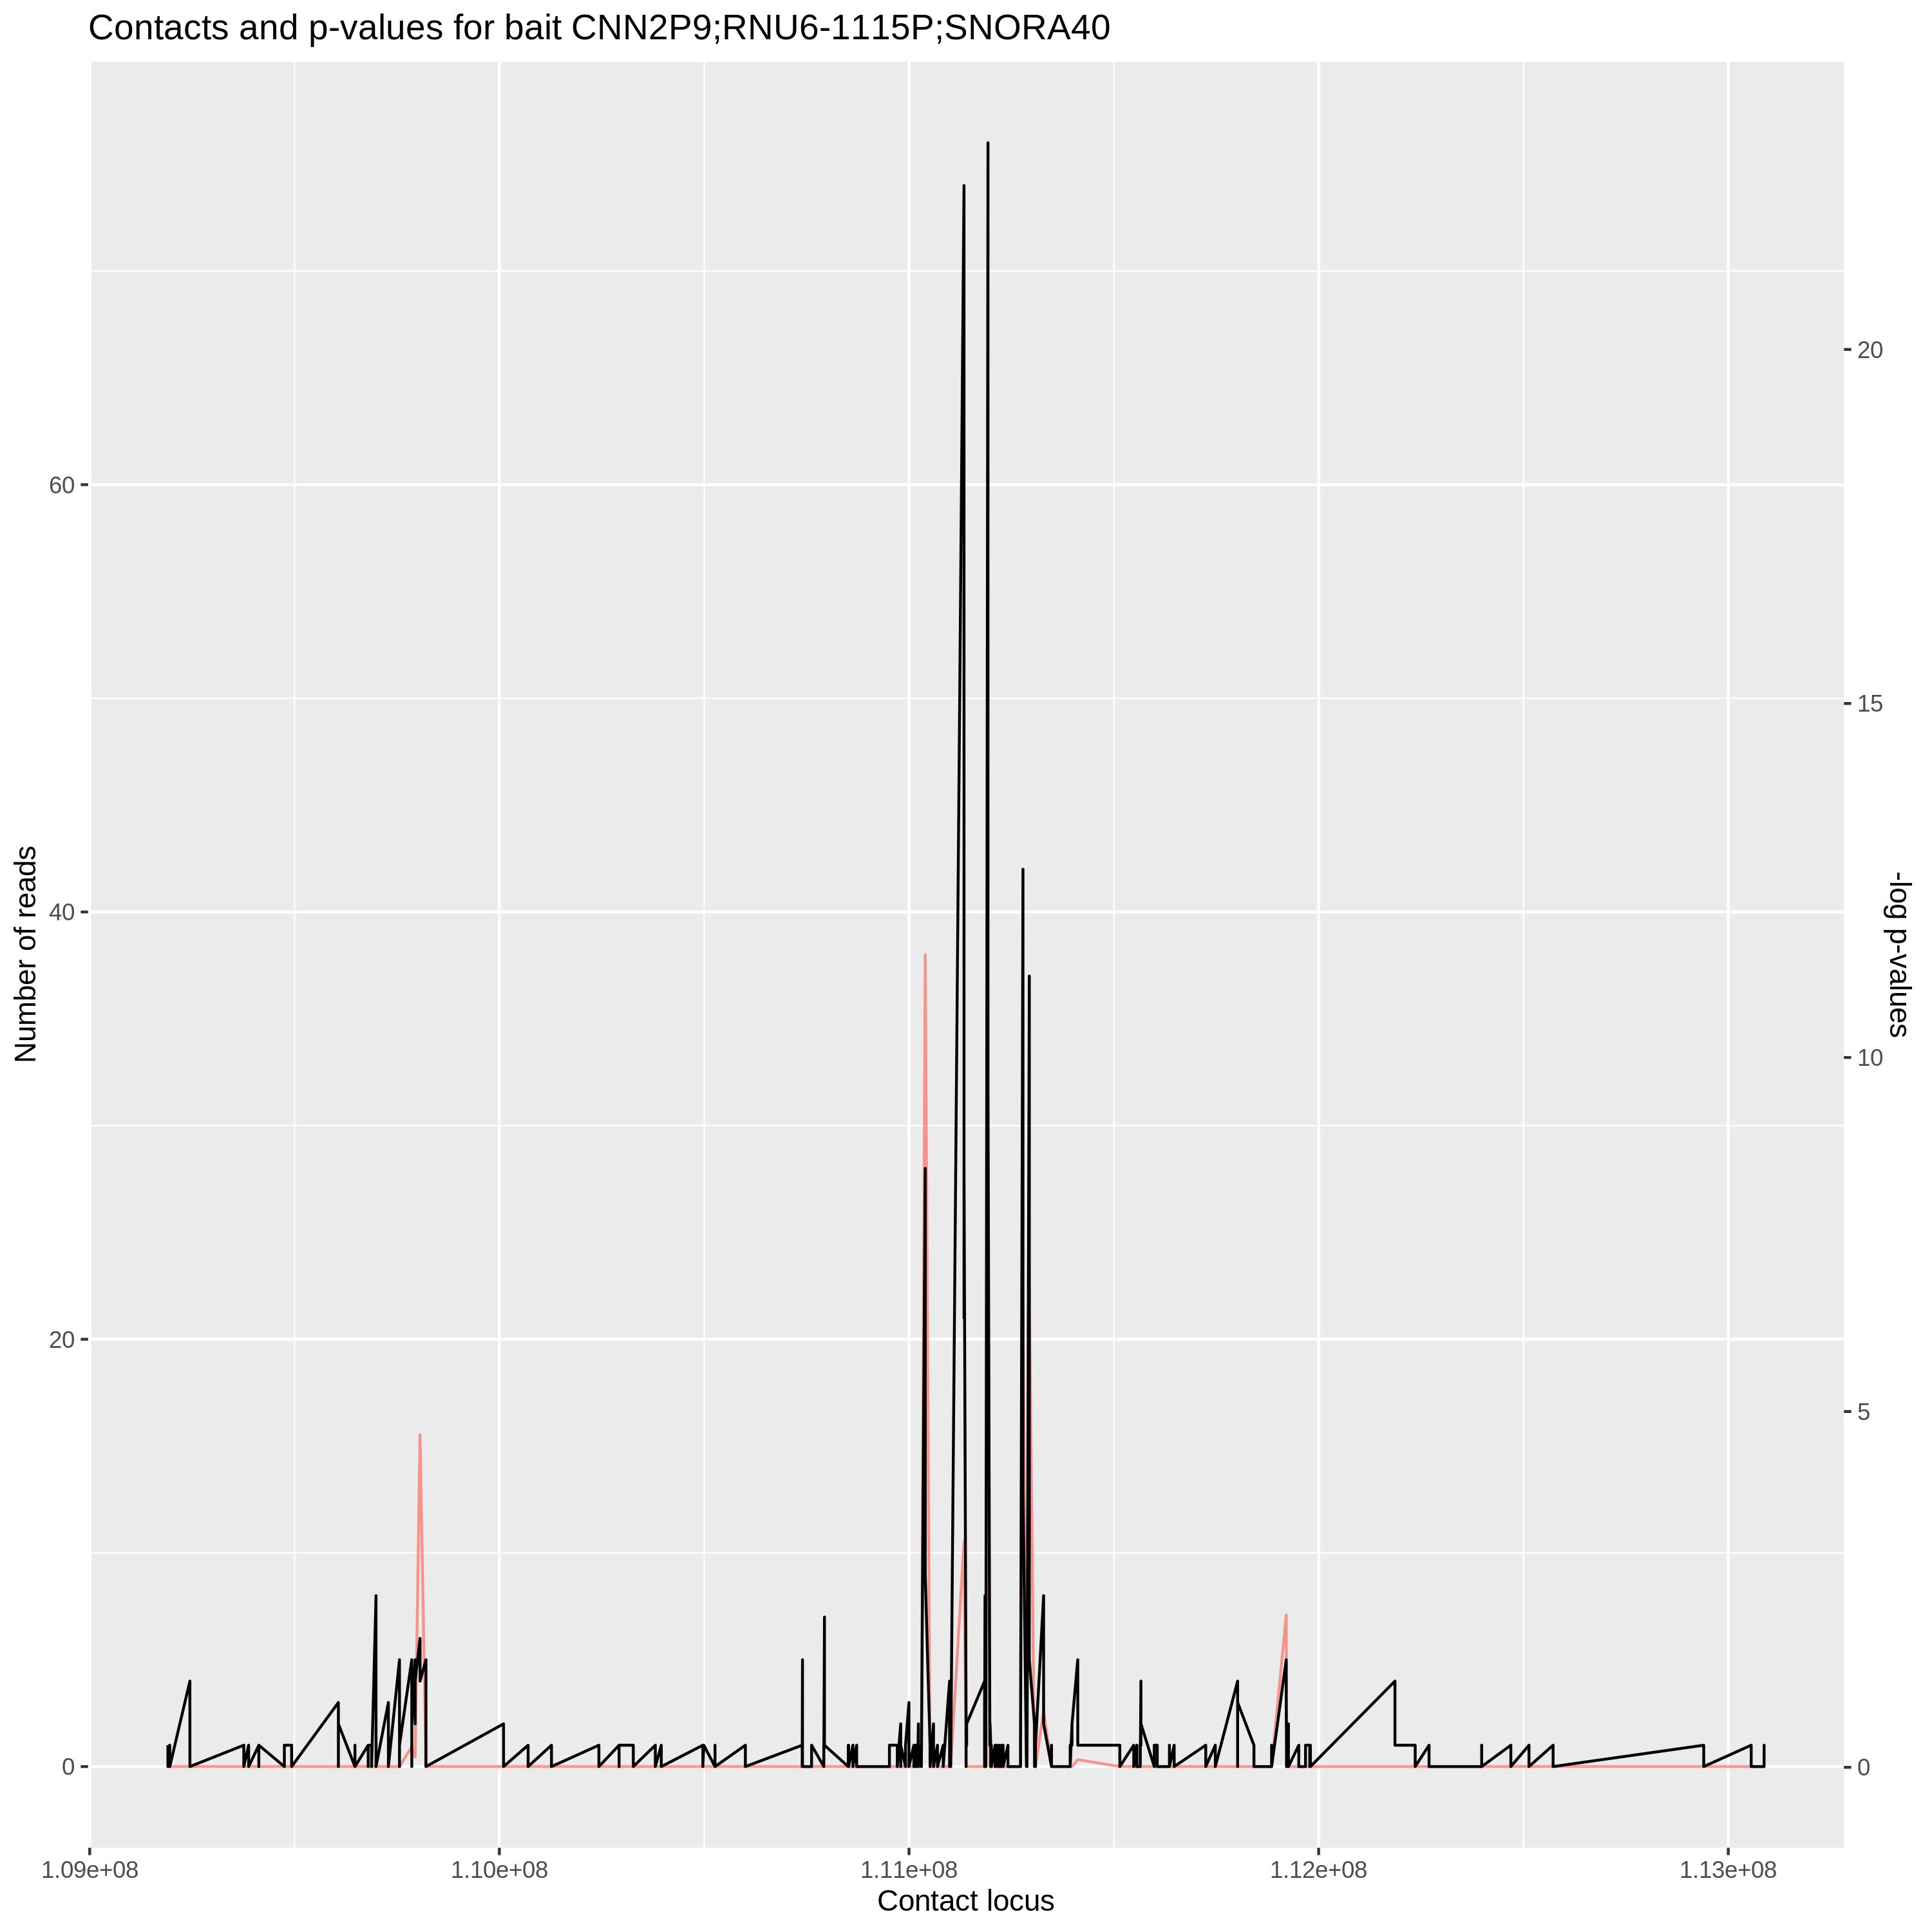 Contacts and p-values for bait CNN2P9;RNU6-1115P;SNORA40
Number of reads
60
40
20
0
20
15
10
5
0
-log p-values
1.09e+08 1.10e+08 1.11e+08 1.12e+08 1.13e+08
Contact locus